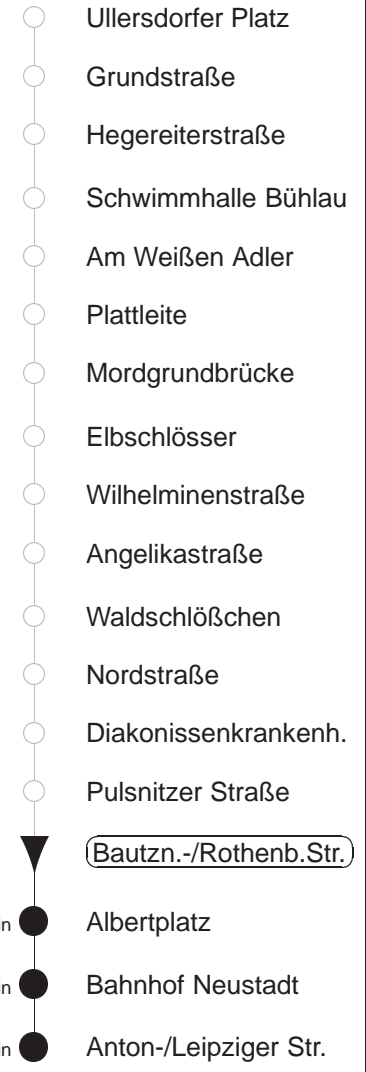 Ullersdorfer Platz
Grundstraße
Hegereiterstraße
Schwimmhalle Bühlau
Am Weißen Adler
Plattleite
Mordgrundbrücke
Elbschlösser
Wilhelminenstraße
Angelikastraße
Waldschlößchen
Nordstraße
Diakonissenkrankenh.
Pulsnitzer Straße
Bautzn.-/Rothenb.Str.
Albertplatz
Bahnhof Neustadt
Anton-/Leipziger Str.